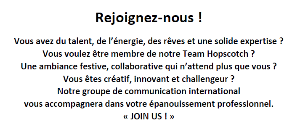 Rejoignez-nous !
Vous avez du talent, de l'énergie, des rêves et une solide expertise ?
Vous voulez être membre de notre Team Hopscotch ?
Une ambiance festive, collaborative qui n'attend plus que vous ?
Vous êtes créatif, innovant et challengeur ?
Notre groupe de communication international
vous accompagnera dans votre épanouissement professionnel.
« JOIN US ! »